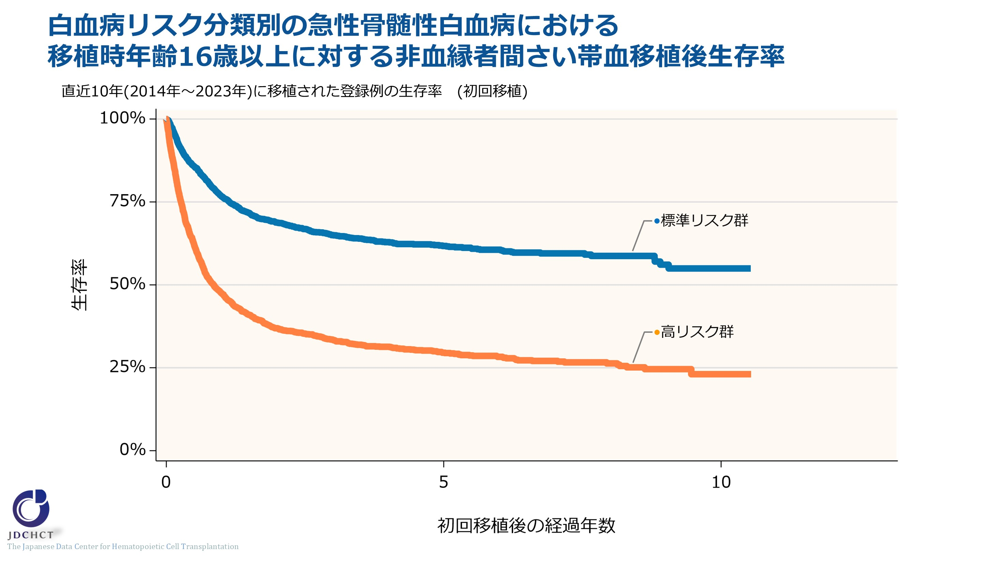 白血病リスク分類別の急性骨髄性白血病における
移植時年齢16歳以上に対する非血縁者間さい帯血移植後生存率
直近10年(2014年～2023年)に移植された登録例の生存率　(初回移植)
100%
75%
50%
25%
0%
生存率
標準リスク群
高リスク群
0
5
10
初回移植後の経過年数
JDCHCT
The Japanese Data Center for Hematopoietic Cell Transplantation